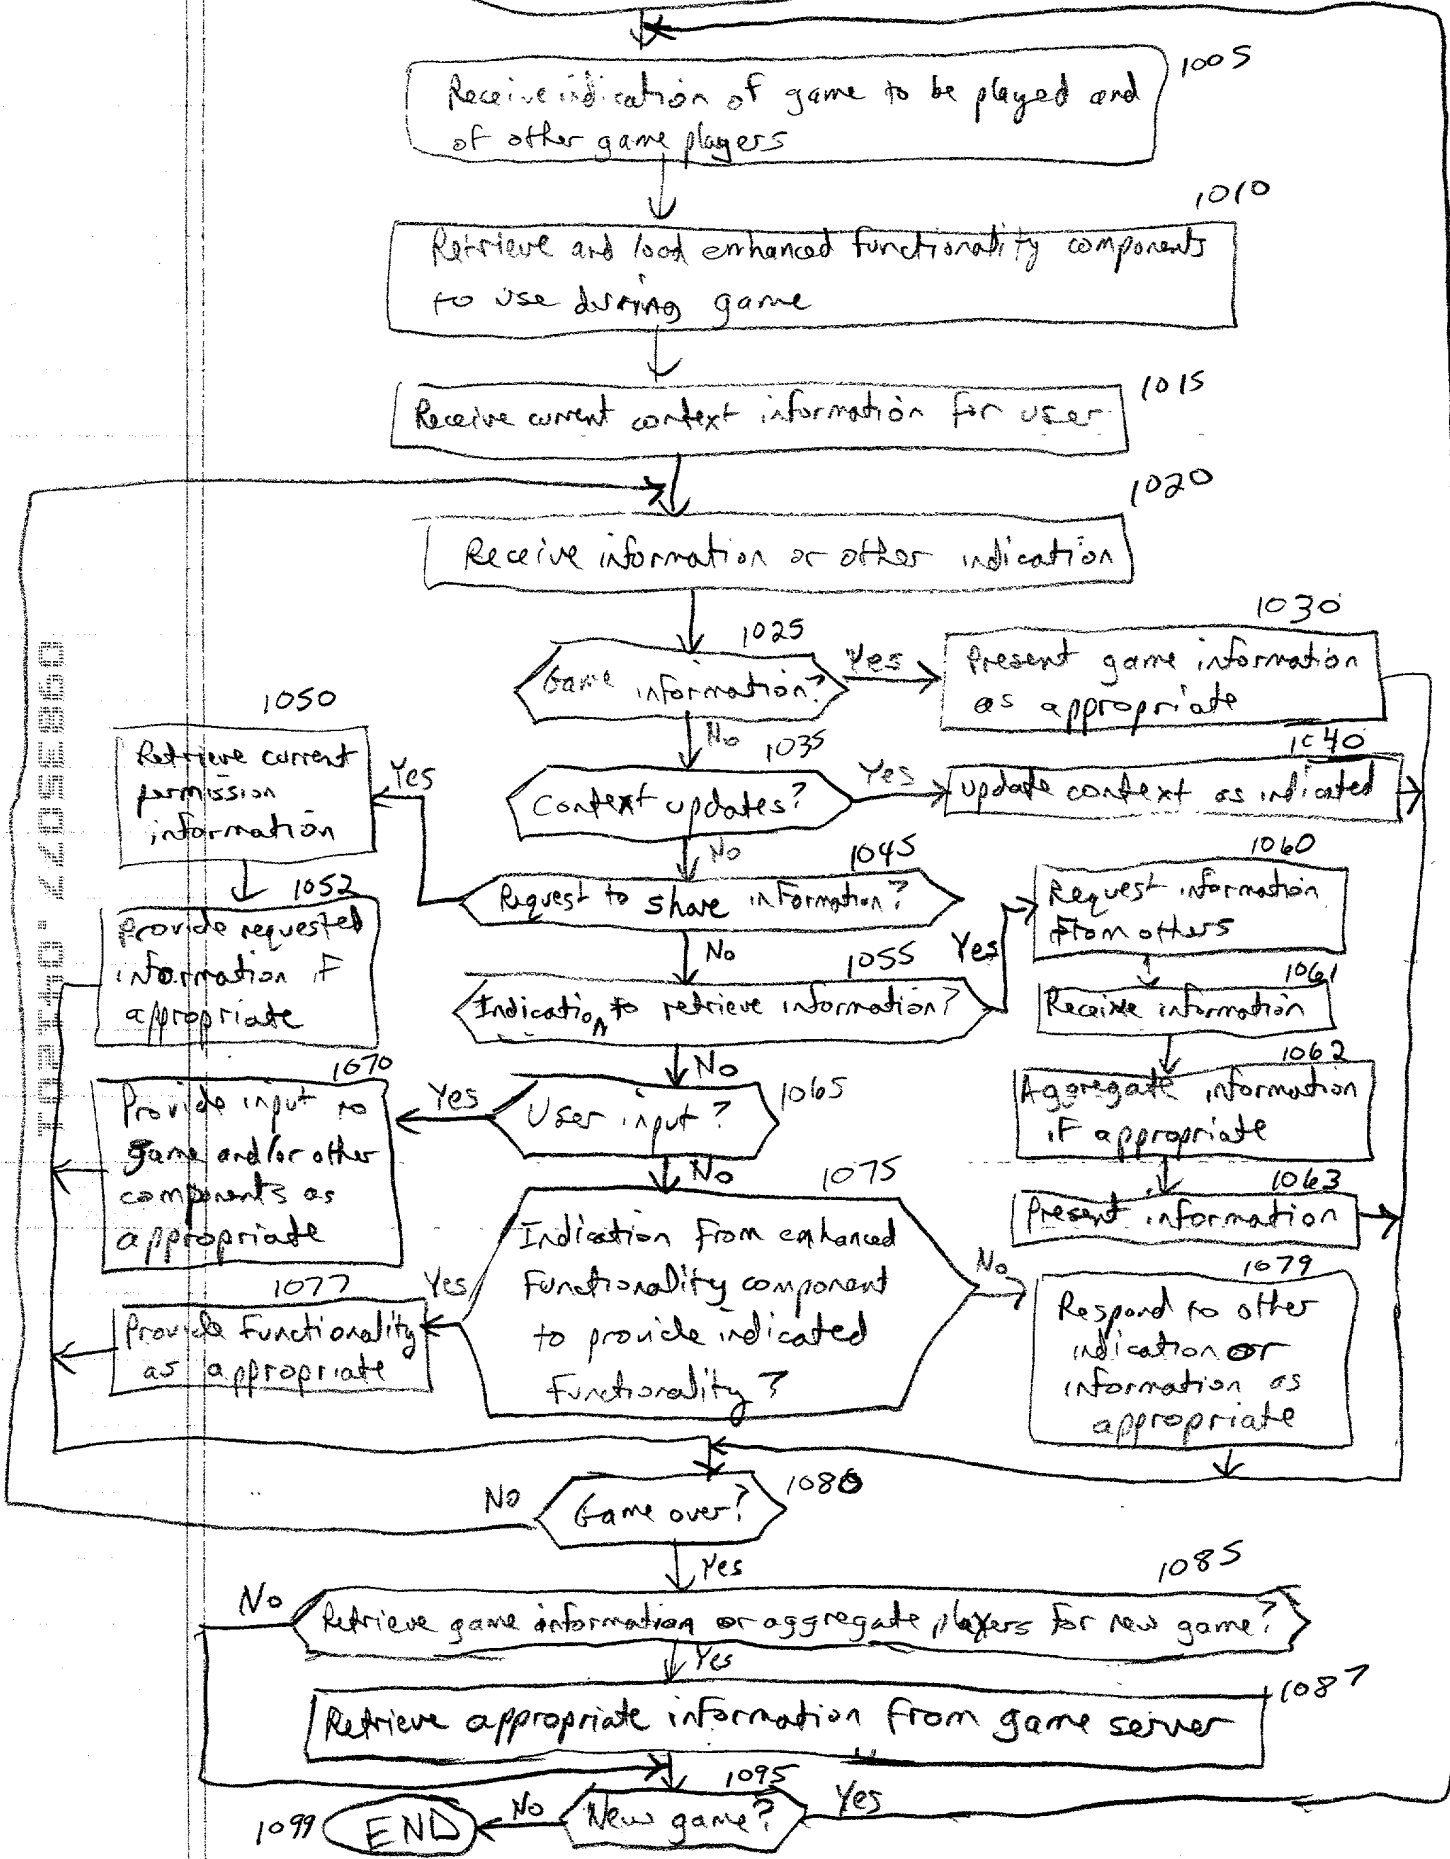 1005
Receive indication of game to be played and
of other game players
1010
Retrieve and load enhanced functionality components
to use during game
1015
Receive current context information for user
1020
Receive information or other indication
1025
Game information?
Yes
1030
Present game information
as appropriate
No
1035
Context updates?
Yes
1040
update context as indicated
No
1045
Request to share information?
Yes
1050
Retrieve current
permission
information
1052
Provide requested
information if
appropriate
No
1055
Indication to retrieve information?
Yes
1060
Request information
from others
1061
Receive information
1062
Aggregate information
if appropriate
1063
Present information
No
1065
User input?
Yes
1070
Provide input to
game and/or other
components as
appropriate
No
1075
Indication from enhanced
functionality component
to provide indicated
functionality?
Yes
1077
Provide functionality
as appropriate
No
1079
Respond to other
indication or
information as
appropriate
1080
Game over?
No
Yes
1085
Retrieve game information or aggregate players for new game?
No
Yes
1087
Retrieve appropriate information from game server
1095
New game?
Yes
No
1099
END